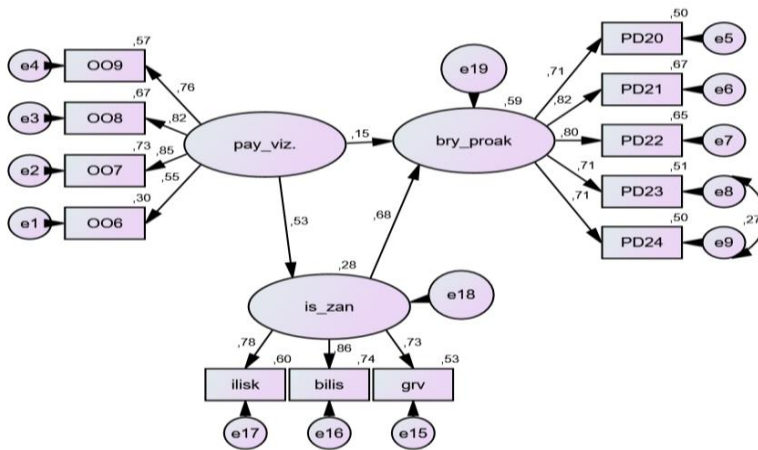 ,57
e4
OO9
,76
,67
e3
OO8
,82
,73
e2
OO7
,85
,55
,30
e1
OO6
pay_viz.
,15
,53
e19
,59
bry_proak
,68
,50
PD20
e5
,71
,67
PD21
e6
,82
,65
PD22
e7
,80
,51
PD23
e8
,71
,50
PD24
e9
,71
,27
,28
is_zan
e18
,78
,86
,73
,60
,74
,53
ilisk
bilis
grv
e17
e16
e15